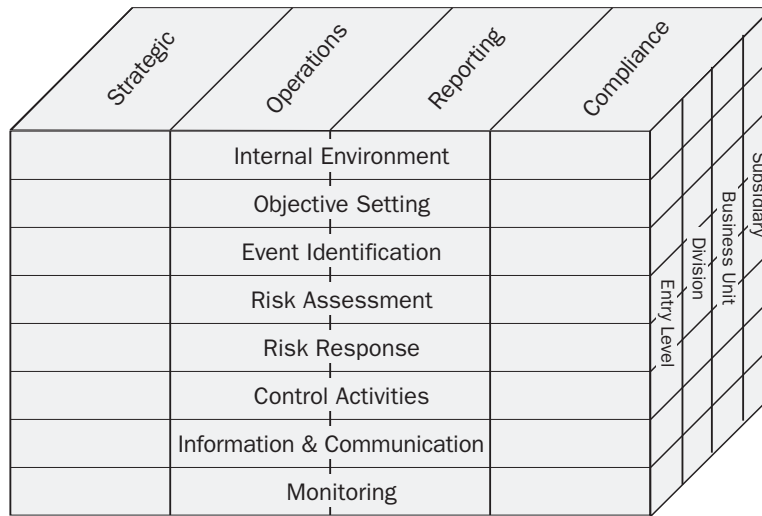 Strategic
Operations
Reporting
Compliance
Internal Environment
Objective Setting
Event Identification
Risk Assessment
Risk Response
Control Activities
Information & Communication
Monitoring
Entry Level
Division
Business Unit
Subsidiary